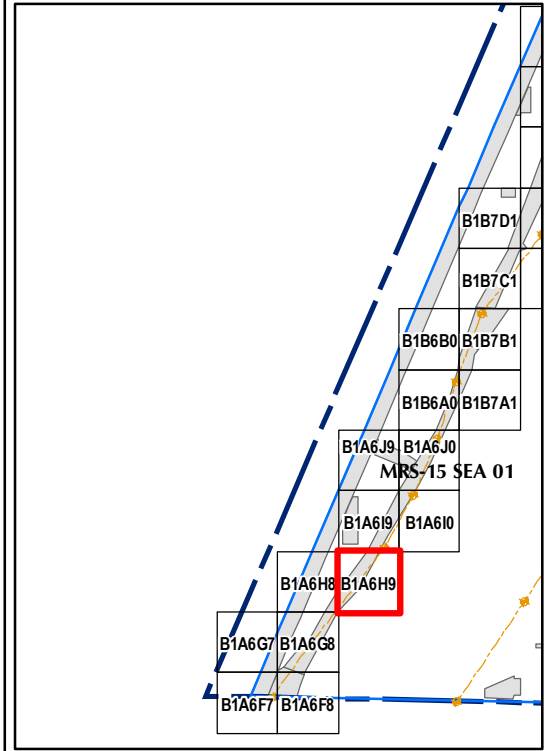 B1B7D1
B1B7C1
B1B6B0 B1B7B1
B1B6A0 B1B7A1
B1A6J9 B1A6J0
MRS-15 SEA 01
B1A6I9 B1A6I0
B1A6H8 B1A6H9
B1A6G7 B1A6G8
B1A6F7 B1A6F8